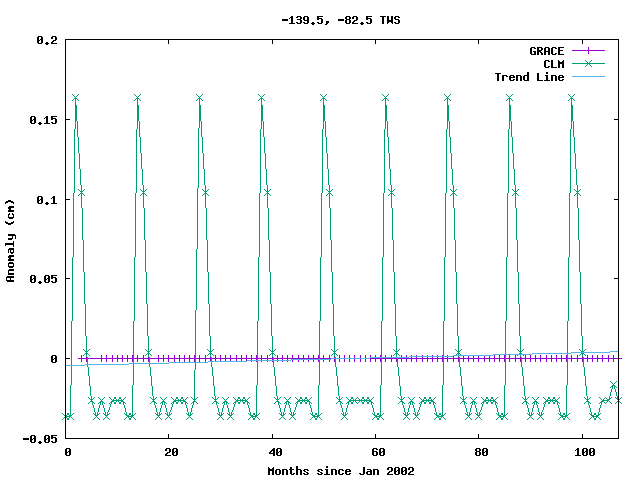 -139.5, -82.5 TWS
GRACE
CLM
Trend Line
0.2
0.15
0.1
0.05
0
-0.05
Anomaly (cm)
0 20 40 60 80 100
Months since Jan 2002